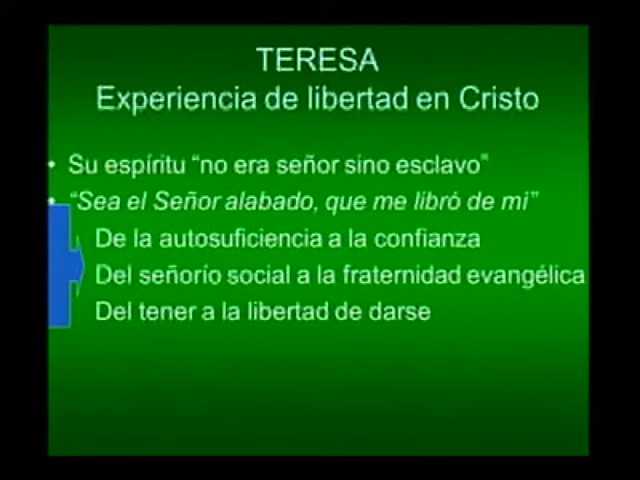 TERESA
Experiencia de libertad en Cristo
• Su espíritu “no era señor sino esclavo”
• “Sea el Señor alabado, que me libró de mi”
De la autosuficiencia a la confianza
Del señorío social a la fraternidad evangélica
Del tener a la libertad de darse